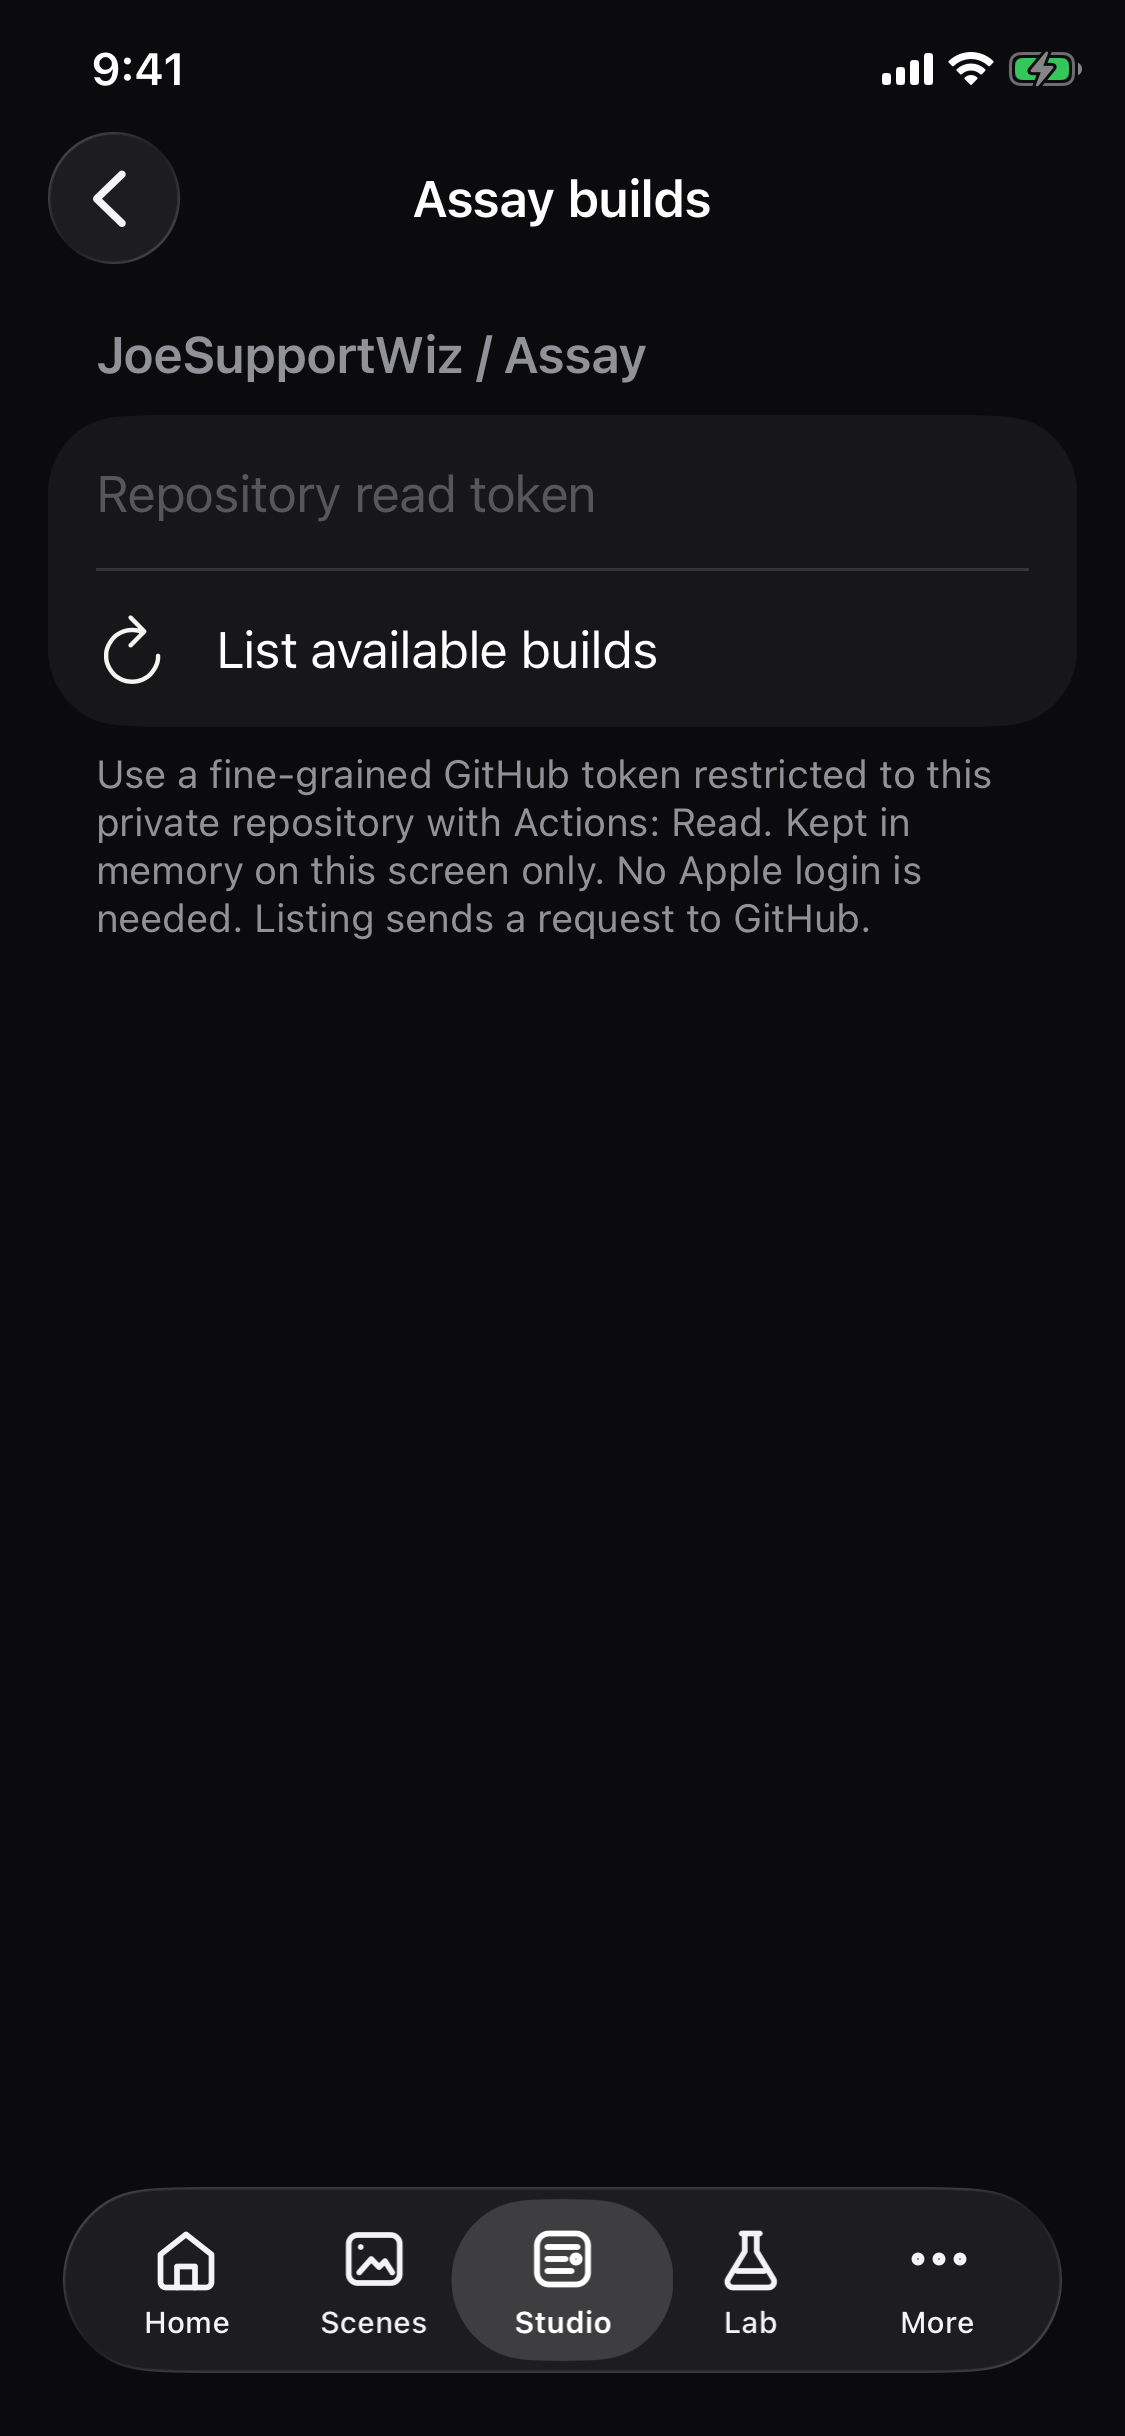 9:41
Assay builds
JoeSupportWiz / Assay
Repository read token
List available builds
Use a fine-grained GitHub token restricted to this
private repository with Actions: Read. Kept in
memory on this screen only. No Apple login is
needed. Listing sends a request to GitHub.
Home
Scenes
Studio
Lab
More